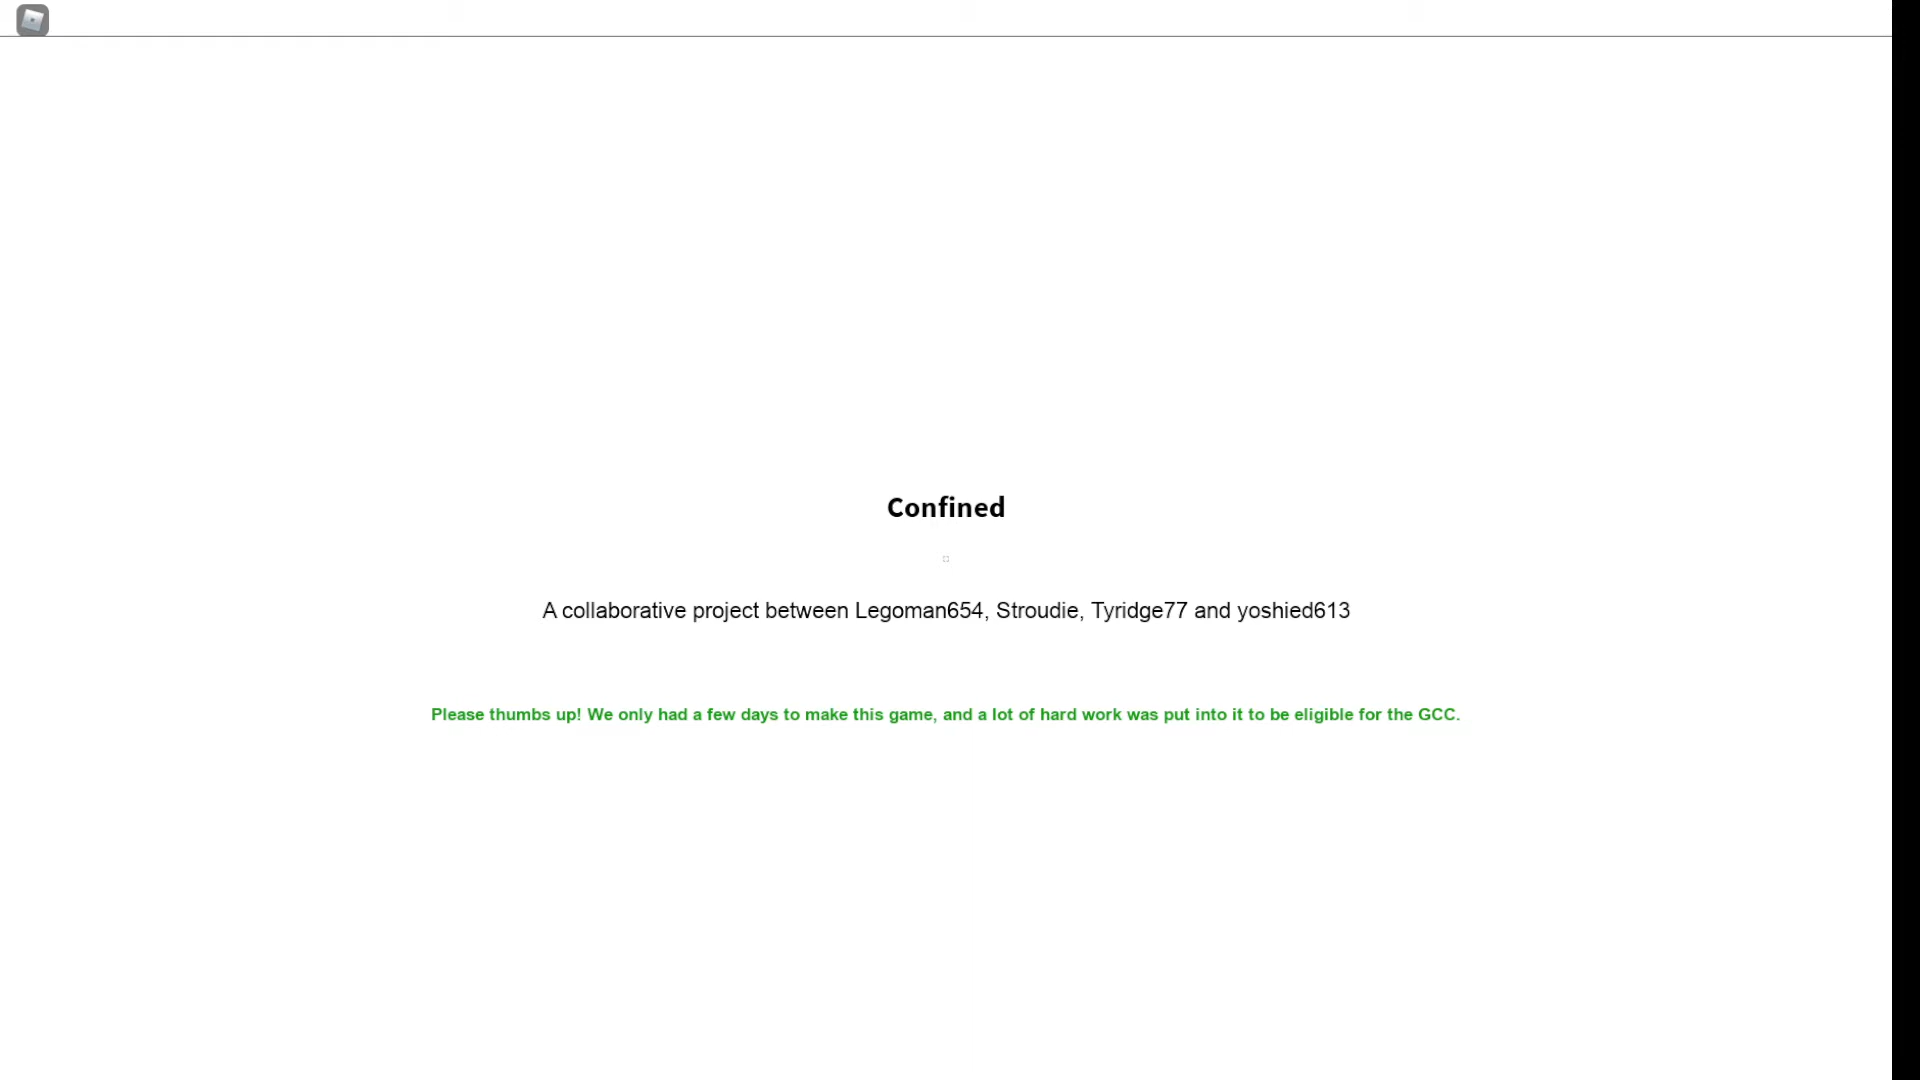 Confined
A collaborative project between Legoman654, Stroudie, Tyridge77 and yoshied613
Please thumbs up! We only had a few days to make this game, and a lot of hard work was put into it to be eligible for the GCC.